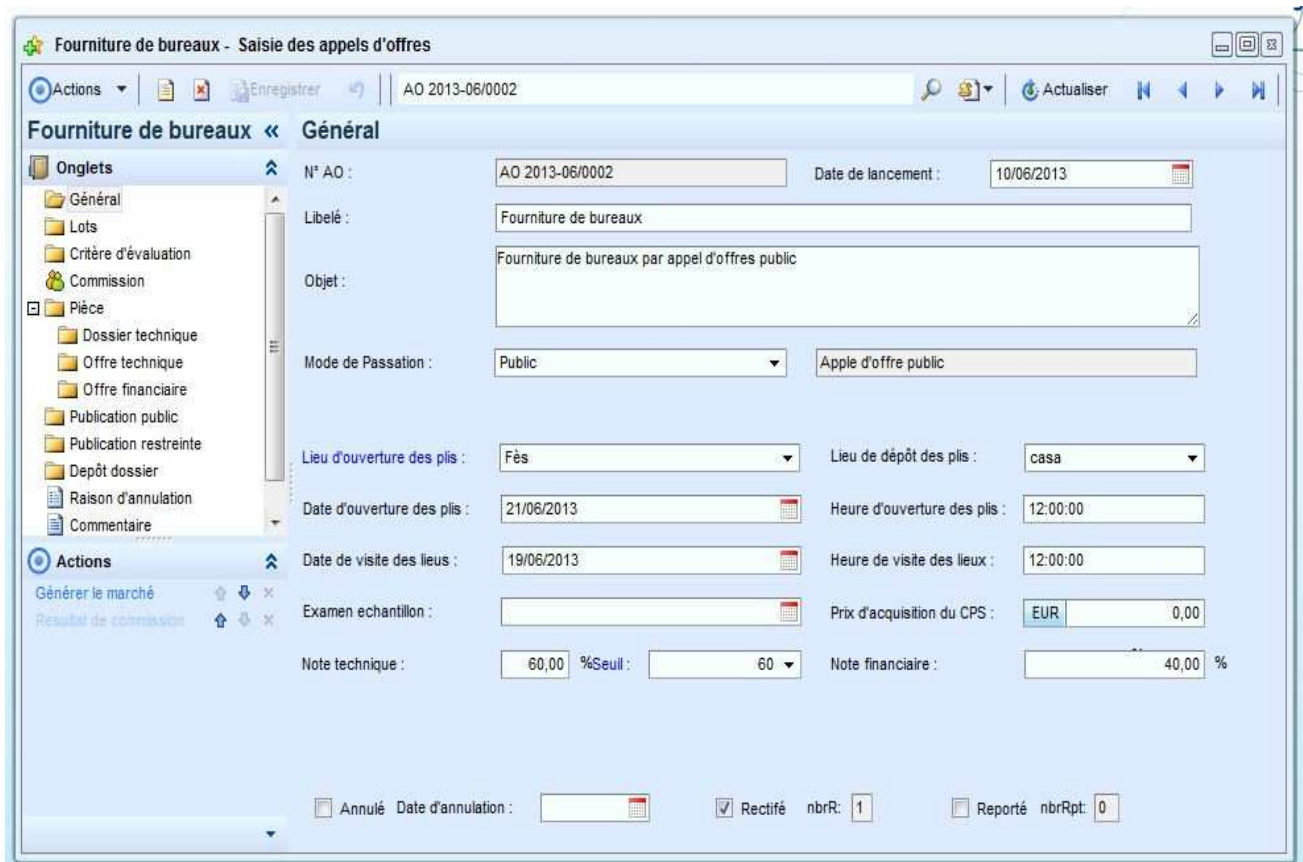 Fourniture de bureaux - Saisie des appels d'offres
Actions Enregistrer AO 2013-06/0002 Actualiser
Fourniture de bureaux « Général
Onglets
Général
Lots
Critère d'évaluation
Commission
Pièce
Dossier technique
Offre technique
Offre financiaire
Publication public
Publication restreinte
Depôt dossier
Raison d'annulation
Commentaire
Actions
Générer le marché
Resultat de commission
N° AO : AO 2013-06/0002 Date de lancement : 10/06/2013
Libelé : Fourniture de bureaux
Objet : Fourniture de bureaux par appel d'offres public
Mode de Passation : Public Apple d'offre public
Lieu d'ouverture des plis : Fès Lieu de dépôt des plis : casa
Date d'ouverture des plis : 21/06/2013 Heure d'ouverture des plis : 12:00:00
Date de visite des lieus : 19/06/2013 Heure de visite des lieux : 12:00:00
Examen echantillon : Prix d'acquisition du CPS : EUR 0,00
Note technique : 60,00 %Seuil : 60 Note financiaire : 40,00 %
Annulé Date d'annulation : Rectifé nbrR: 1 Reporté nbrRpt: 0